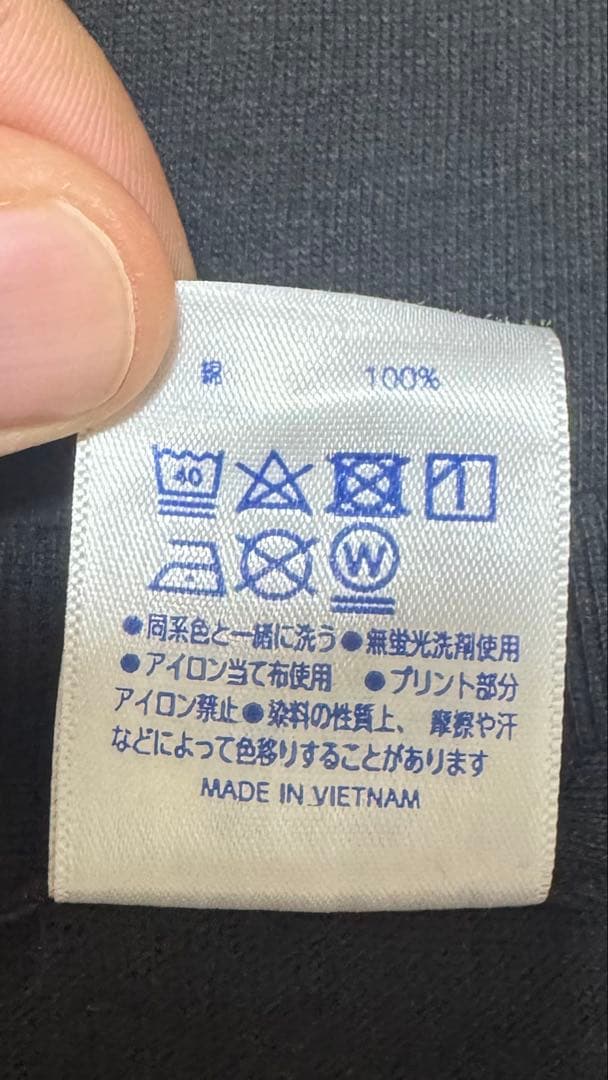 綿 100%
40
W
●同系色と一緒に洗う●無蛍光洗剤使用
●アイロン当て布使用 ●プリント部分
アイロン禁止●染料の性質上、摩擦や汗
などによって色移りすることがあります
MADE IN VIETNAM